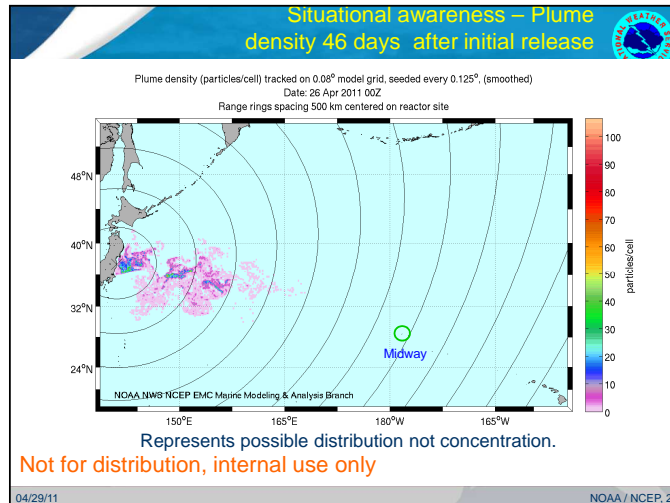 Situational awareness – Plume
density 46 days after initial release
NATIONAL WEATHER SERVICE
Plume density (particles/cell) tracked on 0.08° model grid, seeded every 0.125°, (smoothed)
Date: 26 Apr 2011 00Z
Range rings spacing 500 km centered on reactor site
48°N
40°N
32°N
24°N
150°E
165°E
180°W
165°W
Midway
NOAA NWS NCEP EMC Marine Modeling & Analysis Branch
100
90
80
70
60
50
40
30
20
10
0
particles/cell
Represents possible distribution not concentration.
Not for distribution, internal use only
04/29/11
NOAA / NCEP, 2